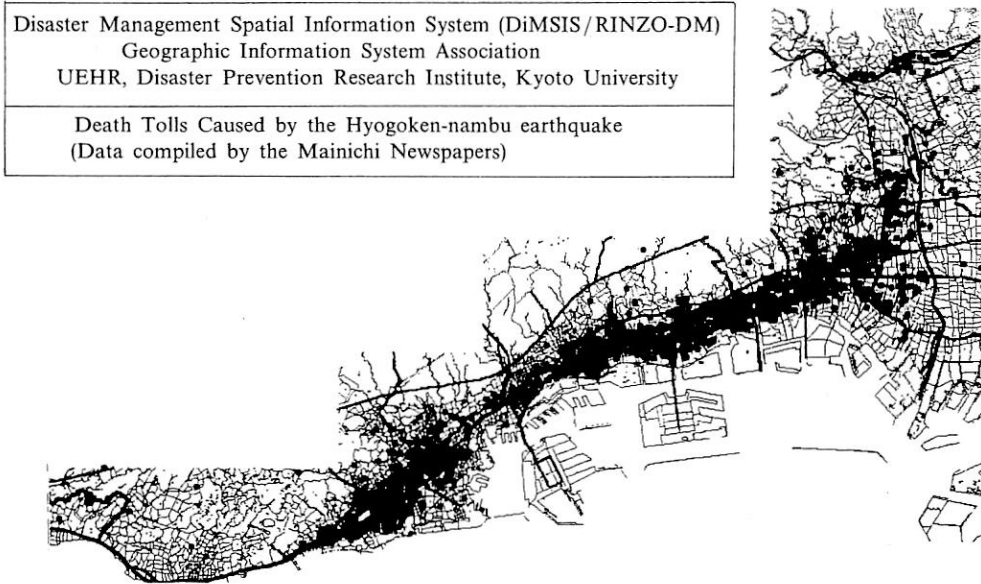 Disaster Management Spatial Information System (DiMSIS/RINZO-DM)
Geographic Information System Association
UEHR, Disaster Prevention Research Institute, Kyoto University
Death Tolls Caused by the Hyogoken-nambu earthquake
(Data compiled by the Mainichi Newspapers)